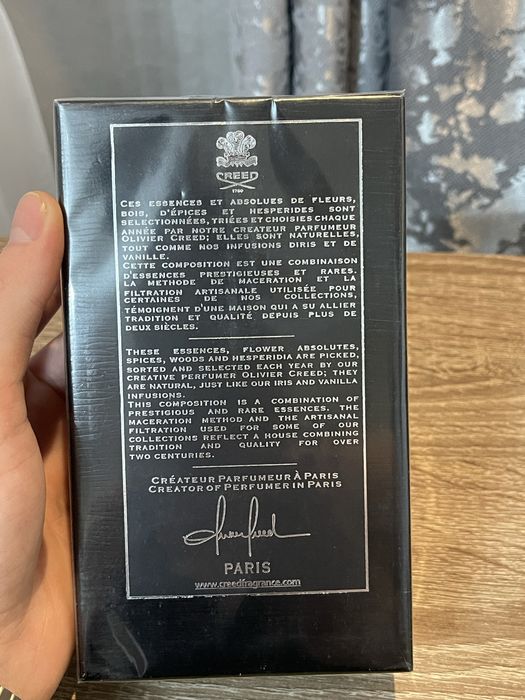 CREED
1760
CES ESSENCES ET ABSOLUES DE FLEURS,
BOIS, D'ÉPICES ET HESPERIDES SONT
SELECTIONNÉES, TRIÉES ET CHOISIES CHAQUE
ANNÉE PAR NOTRE CREATEUR PARFUMEUR
OLIVIER CREED; ELLES SONT NATURELLES,
TOUT COMME NOS INFUSIONS DIRIS ET DE
VANILLE.
CETTE COMPOSITION EST UNE COMBINAISON
D'ESSENCES PRESTIGIEUSES ET RARES.
LA METHODE DE MACERATION ET LA
FILTRATION ARTISANALE UTILISÉE POUR
CERTAINES DE NOS COLLECTIONS,
TÉMOIGNENT D'UNE MAISON QUI A SU ALLIER
TRADITION ET QUALITÉ DEPUIS PLUS DE
DEUX SIÈCLES.
THESE ESSENCES, FLOWER ABSOLUTES,
SPICES, WOODS AND HESPERIDIA ARE PICKED,
SORTED AND SELECTED EACH YEAR BY OUR
CREATIVE PERFUMER OLIVIER CREED; THEY
ARE NATURAL, JUST LIKE OUR IRIS AND VANILLA
INFUSIONS.
THIS COMPOSITION IS A COMBINATION OF
PRESTIGIOUS AND RARE ESSENCES. THE
MACERATION METHOD AND THE ARTISANAL
FILTRATION USED FOR SOME OF OUR
COLLECTIONS REFLECT A HOUSE COMBINING
TRADITION AND QUALITY FOR OVER
TWO CENTURIES.
CRÉATEUR PARFUMEUR À PARIS
CREATOR OF PERFUMER IN PARIS
PARIS
www.creedfragrance.com